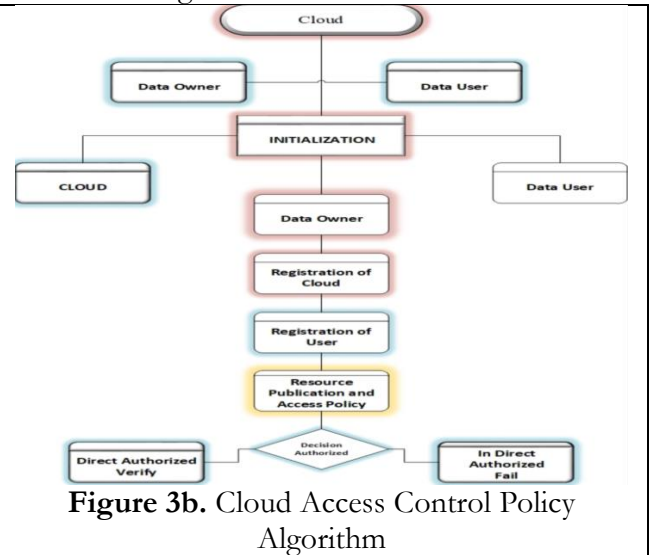 Cloud
Data Owner
Data User
INITIALIZATION
CLOUD
Data User
Data Owner
Registration of
Cloud
Registration of
User
Resource
Publication and
Access Policy
Decision
Authorized
Direct Authorized
Verify
In Direct
Authorized
Fail
Figure 3b. Cloud Access Control Policy
Algorithm